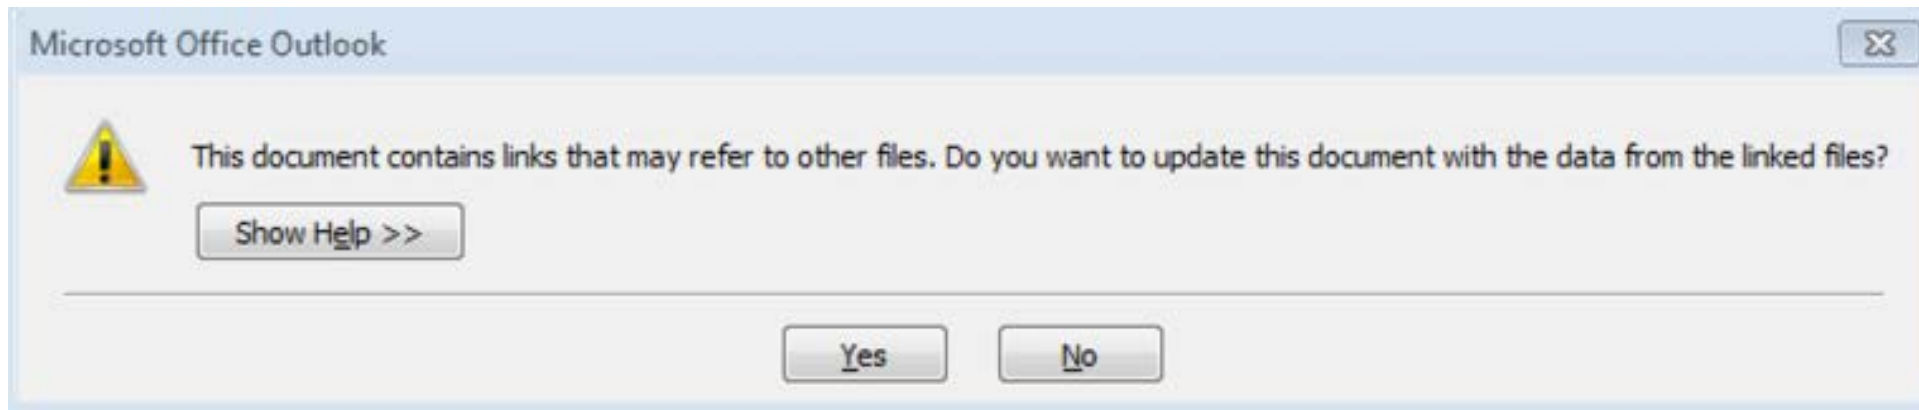 Microsoft Office Outlook
This document contains links that may refer to other files. Do you want to update this document with the data from the linked files?
Show Help >>
Yes No